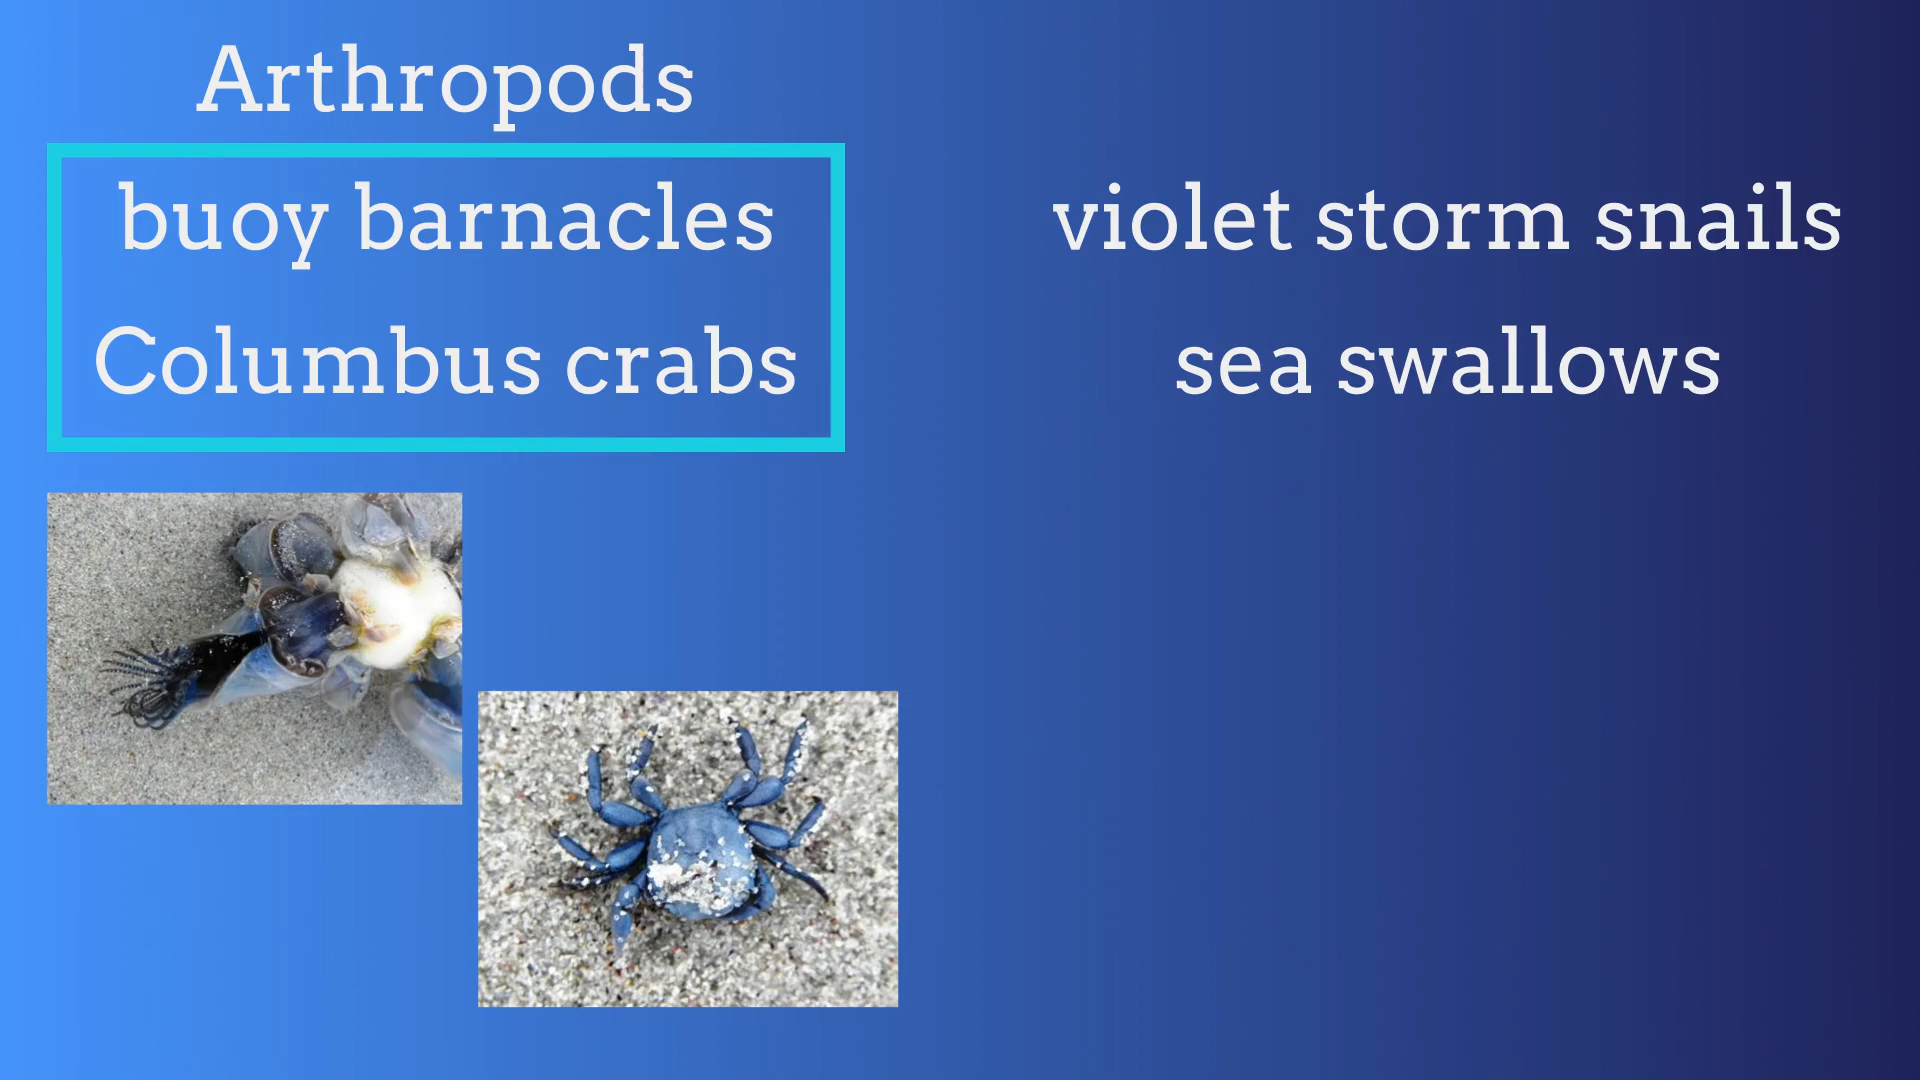 Arthropods
buoy barnacles
Columbus crabs
violet storm snails
sea swallows